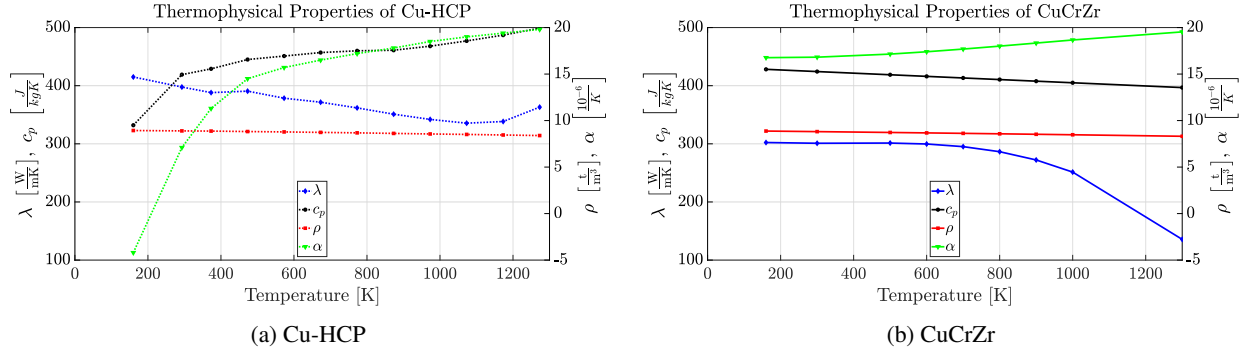 Thermophysical Properties of Cu-HCP
500
400
300
200
100
λ [W/mK], c_p [J/kgK]
20
15
10
5
0
-5
ρ [t/m³], α [10⁻⁶/K]
λ
c_p
ρ
α
0 200 400 600 800 1000 1200
Temperature [K]
(a) Cu-HCP
Thermophysical Properties of CuCrZr
500
400
300
200
100
λ [W/mK], c_p [J/kgK]
20
15
10
5
0
-5
ρ [t/m³], α [10⁻⁶/K]
λ
c_p
ρ
α
0 200 400 600 800 1000 1200
Temperature [K]
(b) CuCrZr